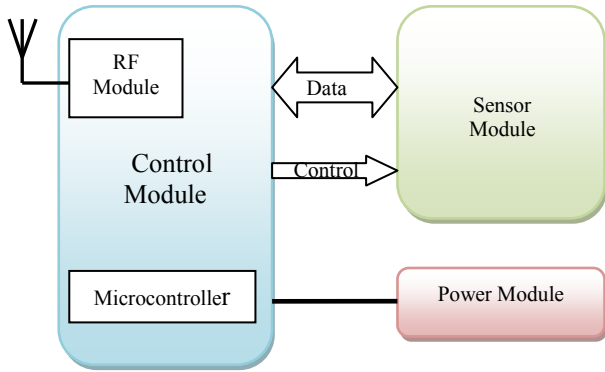 RF
Module
Data
Sensor
Module
Control
Module
Control
Microcontroller
Power Module